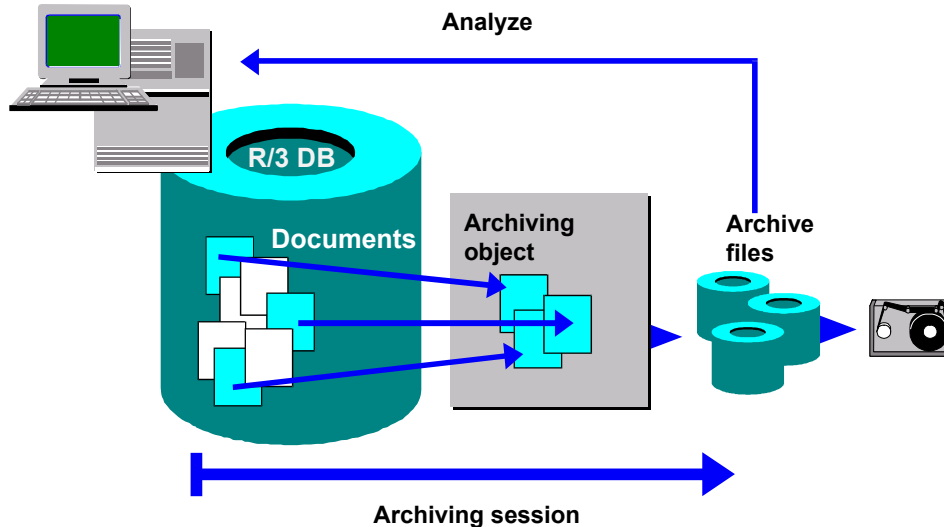 Analyze
R/3 DB
Documents
Archiving
object
Archive
files
Archiving session